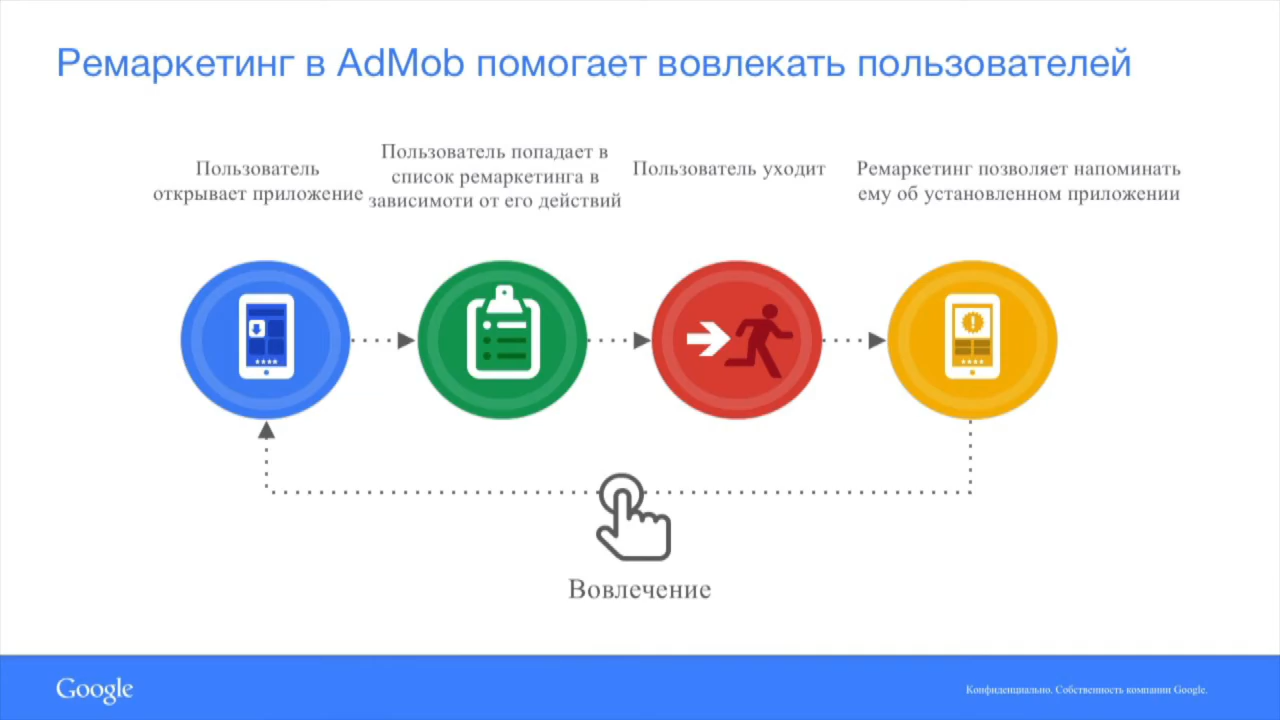 Ремаркетинг в AdMob помогает вовлекать пользователей
Пользователь
открывает приложение
Пользователь попадает в
список ремаркетинга в
зависимоти от его действий
Пользователь уходит
Ремаркетинг позволяет напоминать
ему об установленном приложении
Вовлечение
Google
Конфиденциально. Собственность компании Google.